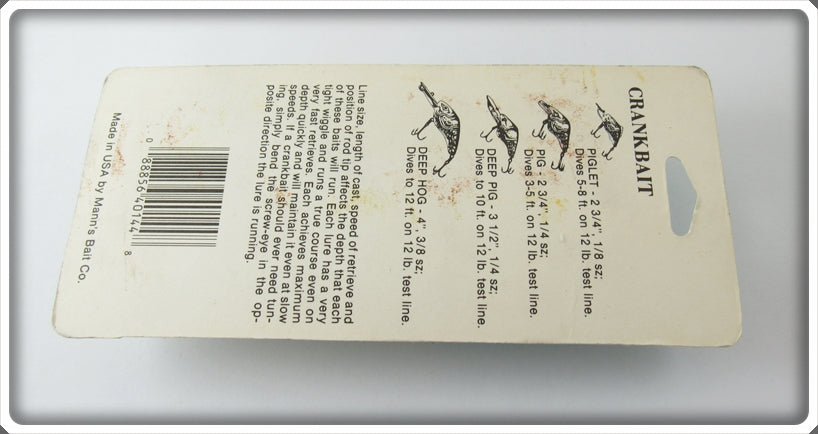 CRANKBAIT
PIGLET - 2 3/4", 1/8 sz;
Dives 5-8 ft. on 12 lb. test line.
PIG - 2 3/4", 1/4 sz;
Dives 3-5 ft. on 12 lb. test line.
DEEP PIG - 3 1/2", 1/4 sz;
Dives to 10 ft. on 12 lb. test line.
DEEP HOG - 4", 3/8 sz;
Dives to 12 ft. on 12 lb. test line.
Line size, length of cast, speed of retrieve and
position of rod tip affects the depth that each
of these baits will run. Each lure has a very
tight wiggle and runs a true course even on
very fast retrieves. Each achieves maximum
depth quickly and will maintain it even at slow
speeds. If a crankbait should ever need tun-
ing, simply bend the screw-eye in the op-
posite direction the lure is running.
0 88856 40144 8
Made in USA by Mann's Bait Co.